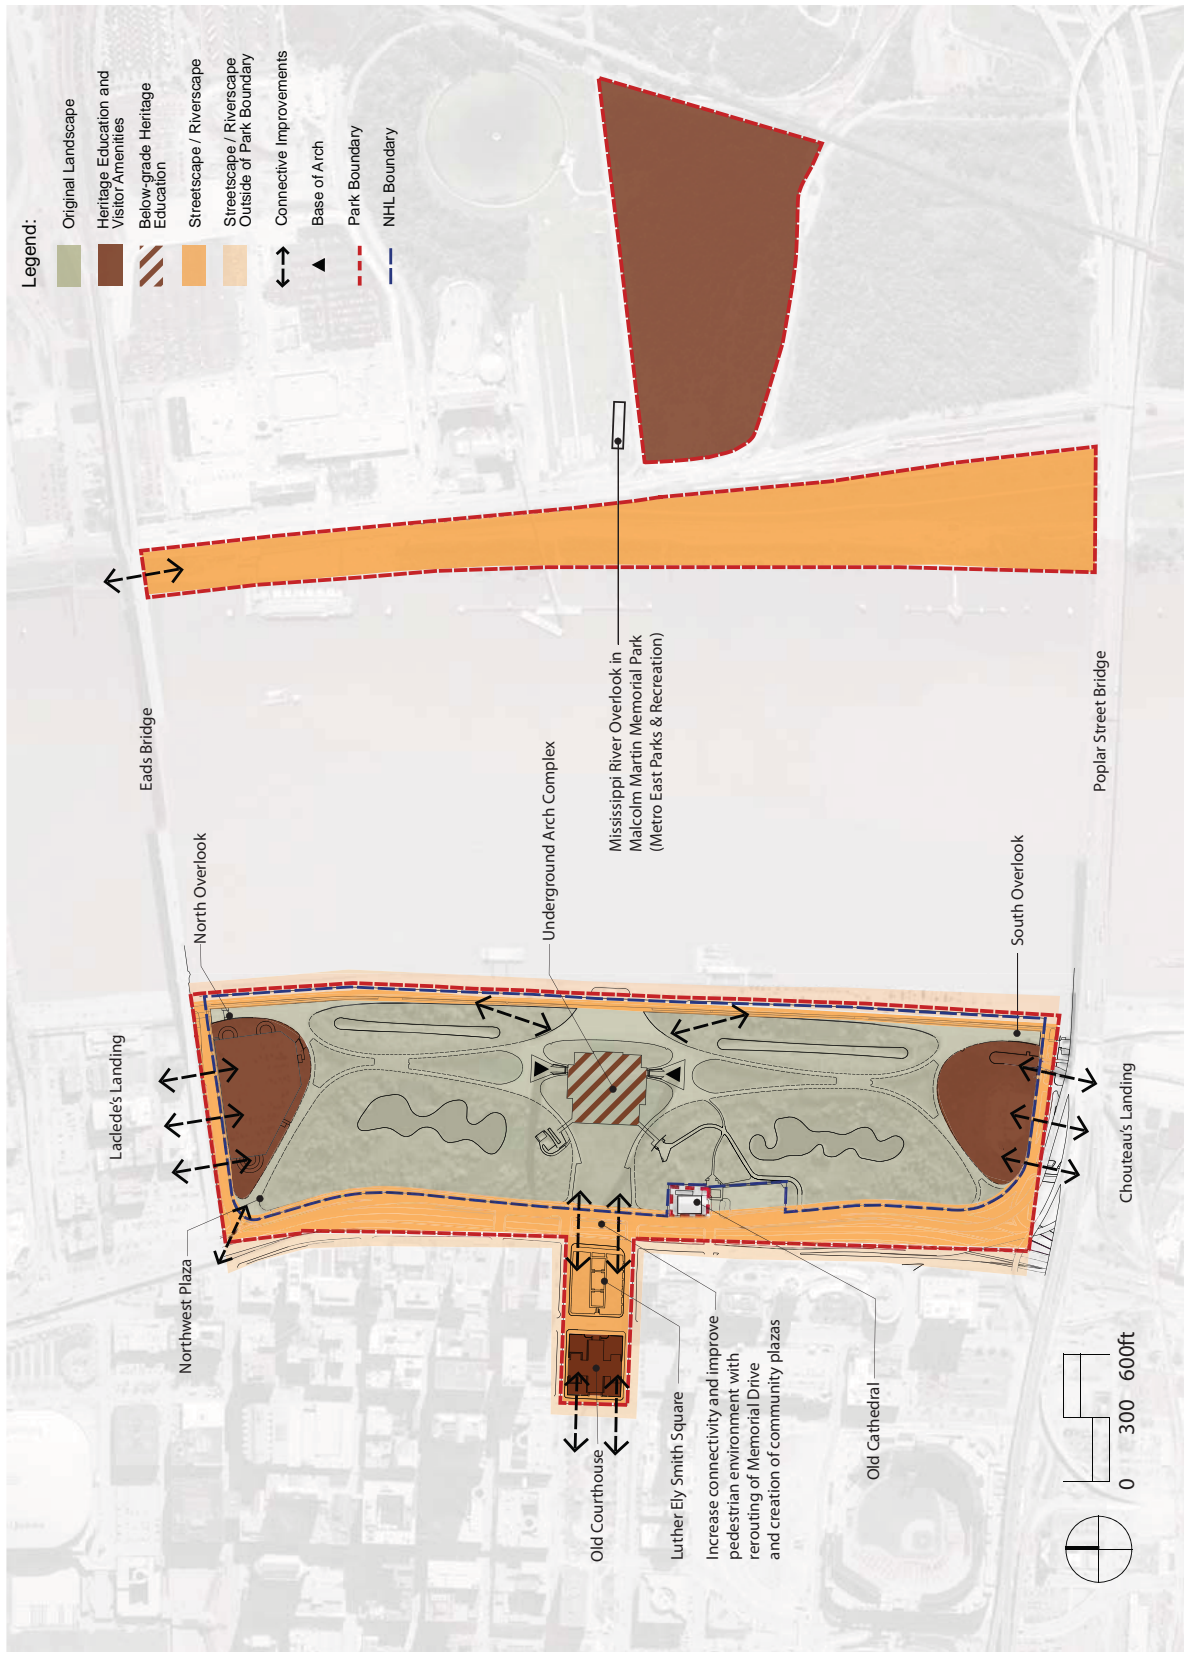 Legend:
Original Landscape
Heritage Education and
Visitor Amenities
Below-grade Heritage
Education
Streetscape / Riverscape
Streetscape / Riverscape
Outside of Park Boundary
Connective Improvements
Base of Arch
Park Boundary
NHL Boundary
Eads Bridge
North Overlook
Laclede's Landing
Northwest Plaza
Underground Arch Complex
Mississippi River Overlook in
Malcolm Martin Memorial Park
(Metro East Parks & Recreation)
Poplar Street Bridge
South Overlook
Chouteau's Landing
Old Courthouse
Luther Ely Smith Square
Increase connectivity and improve
pedestrian environment with
rerouting of Memorial Drive
and creation of community plazas
Old Cathedral
0 300 600ft